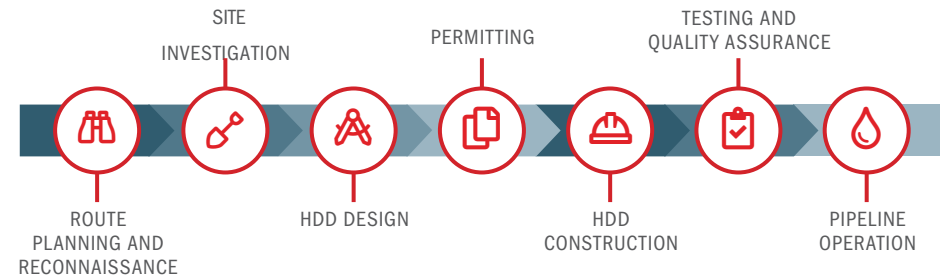 ROUTE
PLANNING AND
RECONNAISSANCE
SITE
INVESTIGATION
HDD DESIGN
PERMITTING
HDD
CONSTRUCTION
TESTING AND
QUALITY ASSURANCE
PIPELINE
OPERATION